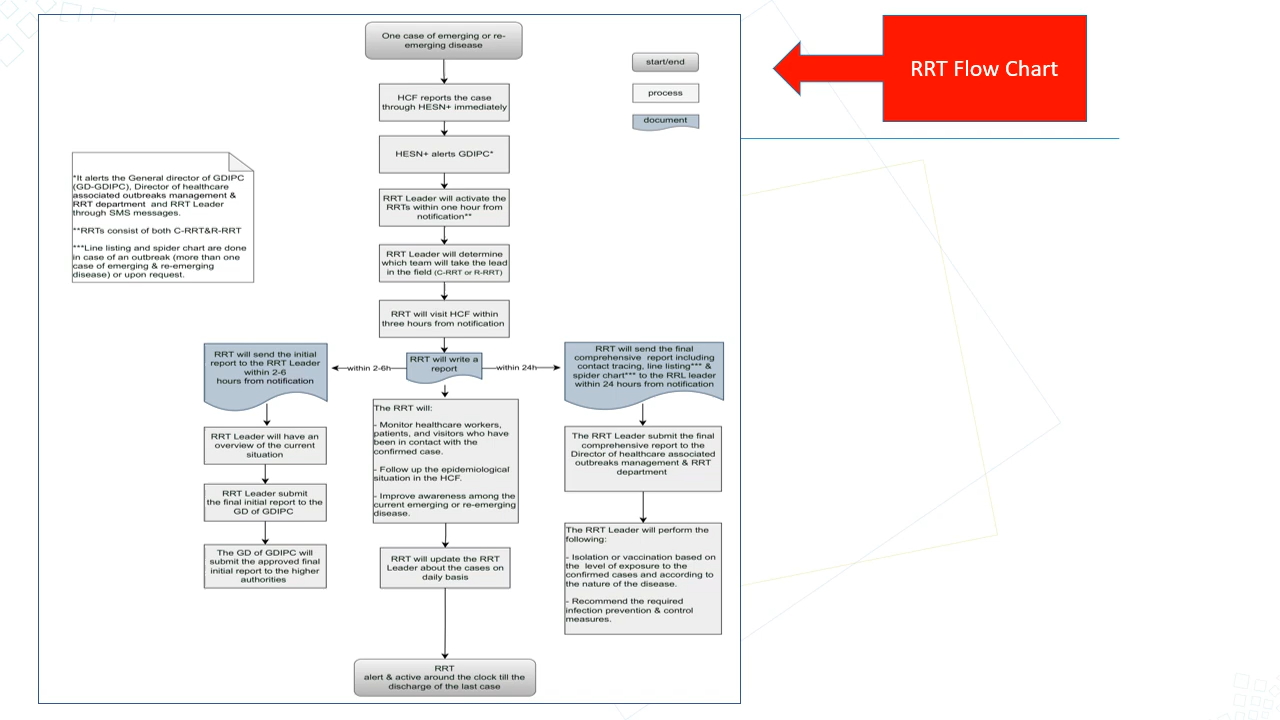 RRT Flow Chart
One case of emerging or re-
emerging disease
start/end
process
document
HCF reports the case
through HESN+ immediately
HESN+ alerts GDIPC*
*It alerts the General director of GDIPC
(GD-GDIPC), Director of healthcare
associated outbreaks management &
RRT department and RRT Leader
through SMS messages.
**RRTs consist of both C-RRT&R-RRT
***Line listing and spider chart are done
in case of an outbreak (more than one
case of emerging & re-emerging
disease) or upon request.
RRT Leader will activate the
RRTs within one hour from
notification**
RRT Leader will determine
which team will take the lead
in the field (C-RRT or R-RRT)
RRT will visit HCF within
three hours from notification
RRT will write a
report
within 2-6h
within 24h
RRT will send the initial
report to the RRT Leader
within 2-6
hours from notification
RRT Leader will have an
overview of the current
situation
RRT Leader submit
the final initial report to the
GD of GDIPC
The GD of GDIPC will
submit the approved final
initial report to the higher
authorities
The RRT will:
- Monitor healthcare workers,
patients, and visitors who have
been in contact with the
confirmed case.
- Follow up the epidemiological
situation in the HCF.
- Improve awareness among the
current emerging or re-emerging
disease.
RRT will update the RRT
Leader about the cases on
daily basis
RRT will send the final
comprehensive report including
contact tracing, line listing*** &
spider chart*** to the RRL leader
within 24 hours from notification
The RRT Leader submit the final
comprehensive report to the
Director of healthcare associated
outbreaks management & RRT
department
The RRT Leader will perform the
following:
- Isolation or vaccination based on
the level of exposure to the
confirmed cases and according to
the nature of the disease.
- Recommend the required
infection prevention & control
measures.
RRT
alert & active around the clock till the
discharge of the last case